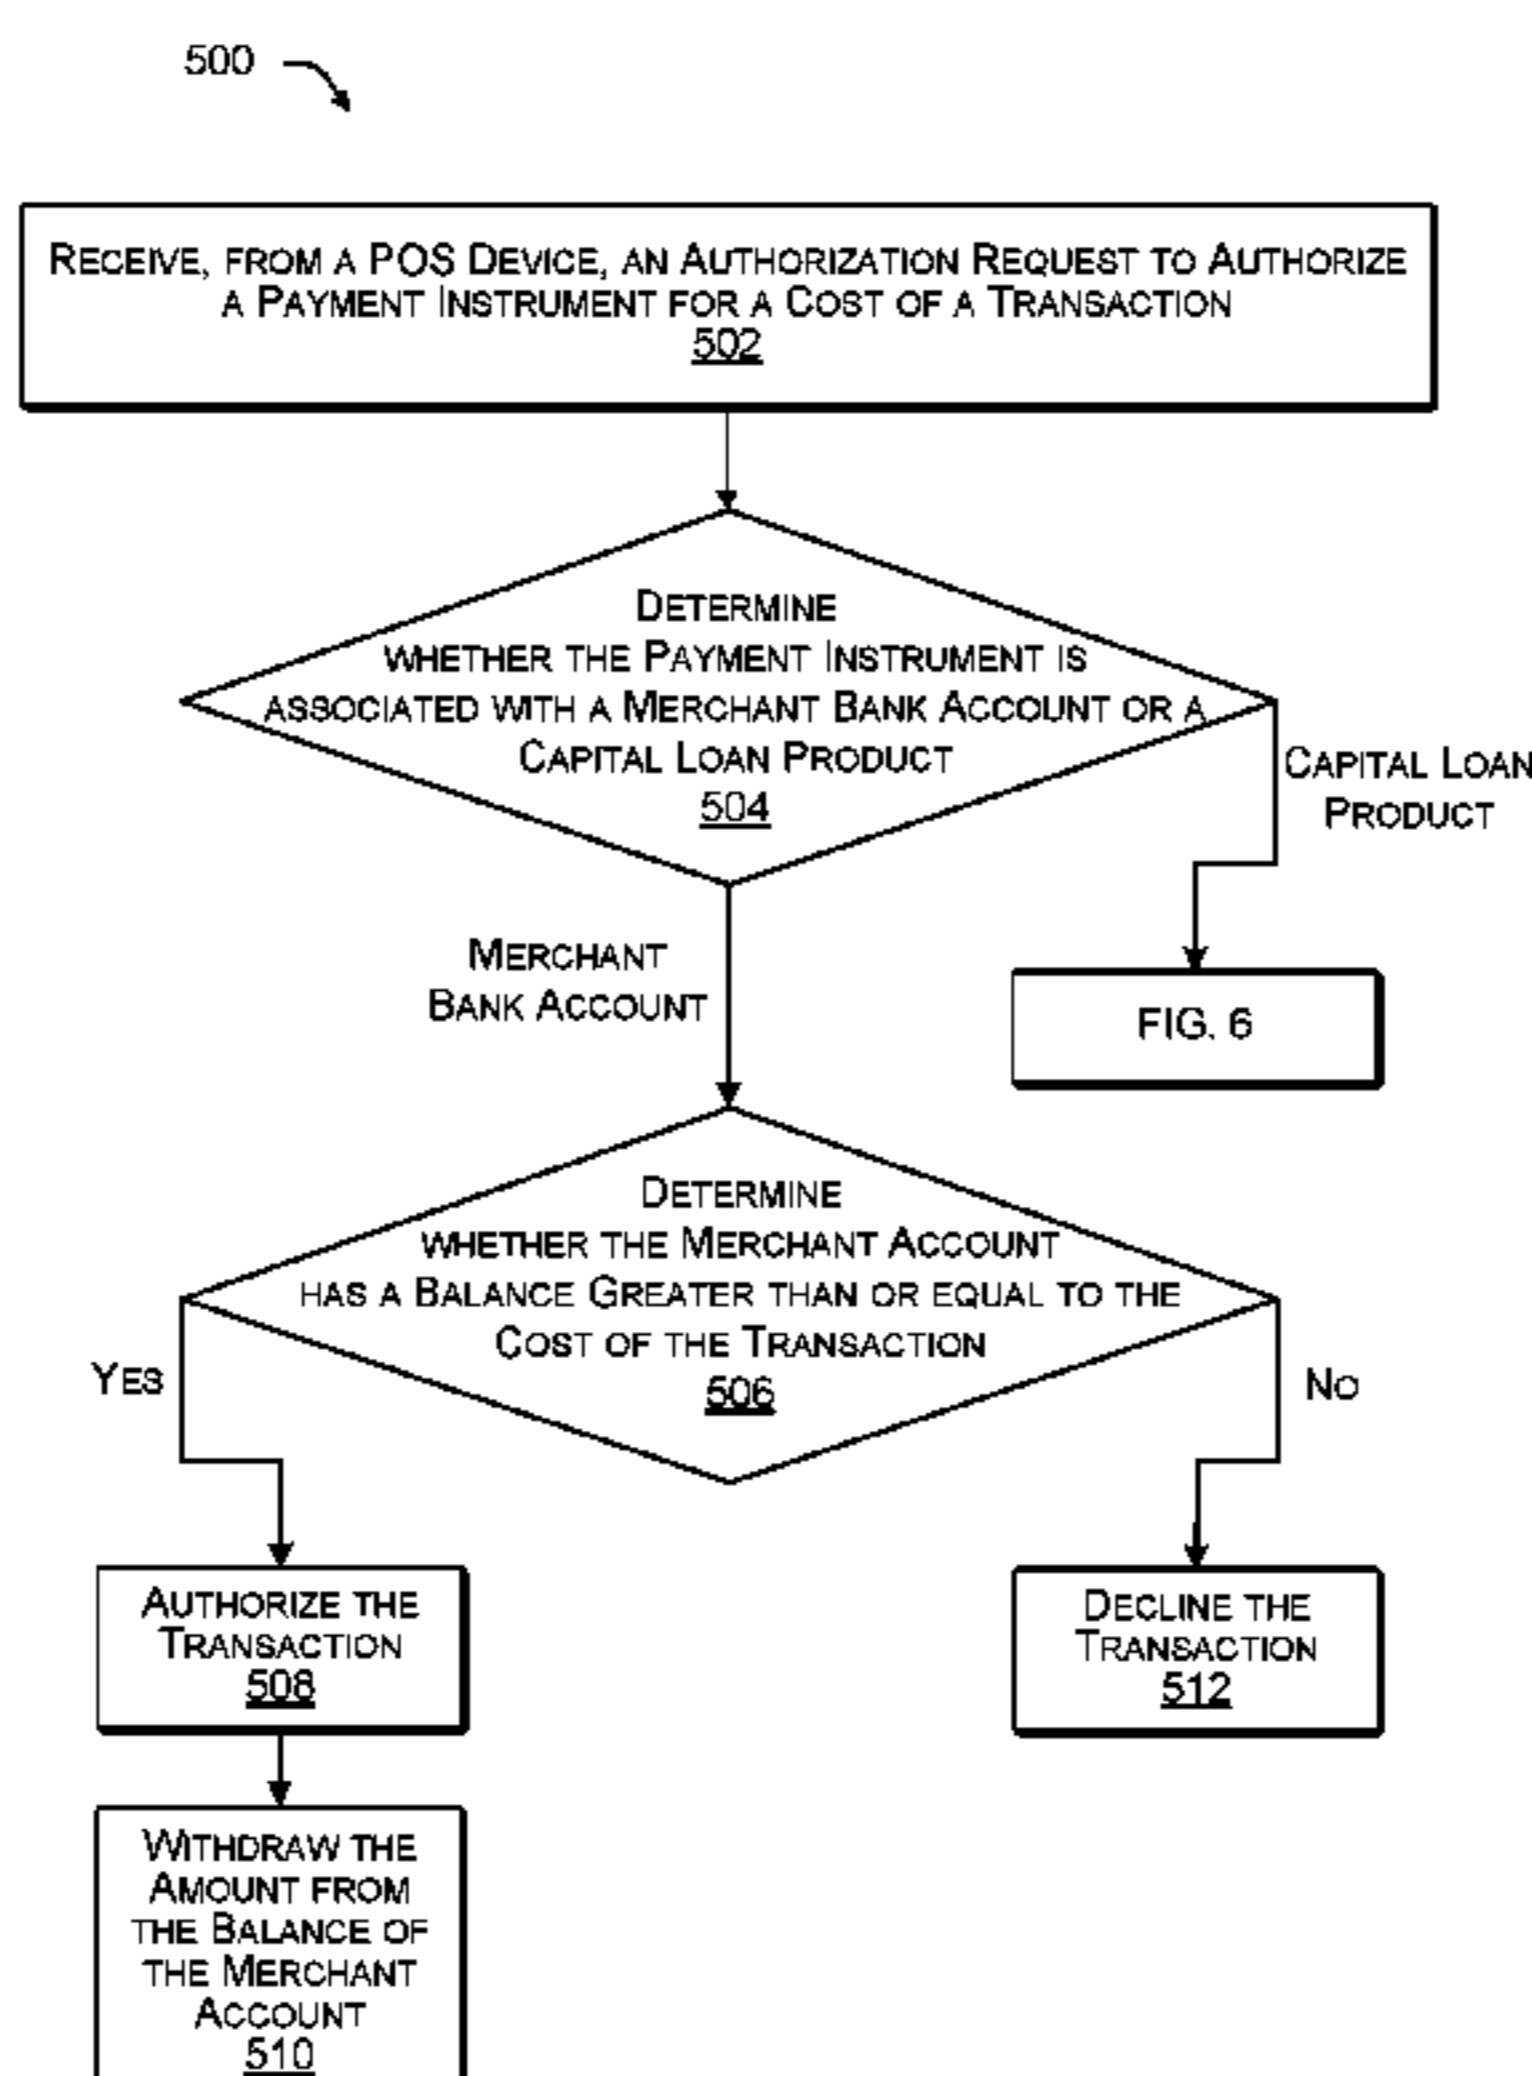 500
RECEIVE, FROM A POS DEVICE, AN AUTHORIZATION REQUEST TO AUTHORIZE
A PAYMENT INSTRUMENT FOR A COST OF A TRANSACTION
502
DETERMINE
WHETHER THE PAYMENT INSTRUMENT IS
ASSOCIATED WITH A MERCHANT BANK ACCOUNT OR A
CAPITAL LOAN PRODUCT
504
CAPITAL LOAN
PRODUCT
MERCHANT
BANK ACCOUNT
FIG. 6
DETERMINE
WHETHER THE MERCHANT ACCOUNT
HAS A BALANCE GREATER THAN OR EQUAL TO THE
COST OF THE TRANSACTION
506
YES
NO
AUTHORIZE THE
TRANSACTION
508
DECLINE THE
TRANSACTION
512
WITHDRAW THE
AMOUNT FROM
THE BALANCE OF
THE MERCHANT
ACCOUNT
510